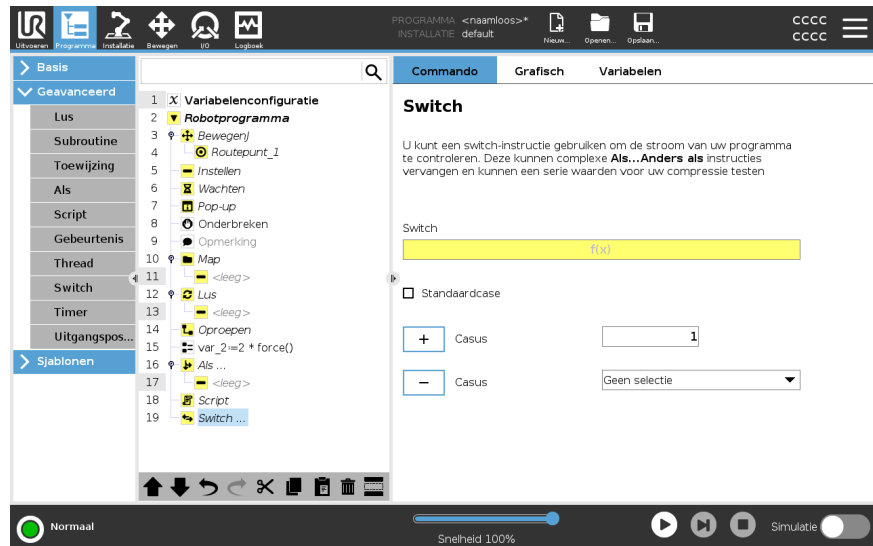 UR
Uitvoeren
Programma
Installatie
Bewegen
I/O
Logboek
PROGRAMMA <naamloos>*
INSTALLATIE default
Nieuw...
Openen...
Opslaan...
CCCC
CCCC
Basis
Geavanceerd
Lus
Subroutine
Toewijzing
Als
Script
Gebeurtenis
Thread
Switch
Timer
Uitgangspos...
Sjablonen
1 X Variabelenconfiguratie
2 Robotprogramma
3 BewegenJ
4 Routepunt_1
5 Instellen
6 Wachten
7 Pop-up
8 Onderbreken
9 Opmerking
10 Map
11 <leeg>
12 Lus
13 <leeg>
14 Oproepen
15 var_2:=2 * force()
16 Als ...
17 <leeg>
18 Script
19 Switch ...
Commando
Grafisch
Variabelen
Switch
U kunt een switch-instructie gebruiken om de stroom van uw programma
te controleren. Deze kunnen complexe Als...Anders als instructies
vervangen en kunnen een serie waarden voor uw compressie testen
Switch
f(x)
Standaardcase
+ Casus 1
− Casus Geen selectie
Normaal
Snelheid 100%
Simulatie